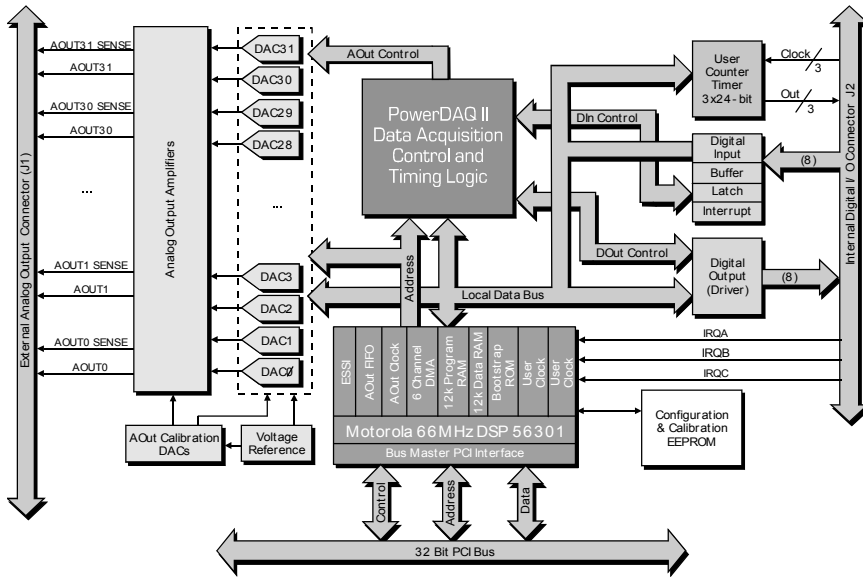 External Analog Output Connector (J1)
AOUT31 SENSE
AOUT31
AOUT30 SENSE
AOUT30
...
AOUT1 SENSE
AOUT1
AOUT0 SENSE
AOUT0
Analog Output Amplifiers
DAC31
DAC30
DAC29
DAC28
...
DAC3
DAC2
DAC1
DAC0
AOut Calibration
DACs
Voltage
Reference
AOut Control
PowerDAQ II
Data Acquisition
Control and
Timing Logic
DIn Control
DOut Control
Address
Local Data Bus
User
Counter
Timer
3x24-bit
Clock
3
Out
3
Digital
Input
Buffer
Latch
Interrupt
(8)
Digital
Output
(Driver)
(8)
Internal Digital I/O Connector J2
IRQA
IRQB
IRQC
ESSI
AOut FIFO
AOut Clock
6 Channel
DMA
12k Program
RAM
12k Data RAM
Bootstrap
ROM
User
Clock
User
Clock
Motorola 66MHz DSP 56301
Bus Master PCI Interface
Configuration
& Calibration
EEPROM
Control
Address
Data
32 Bit PCI Bus